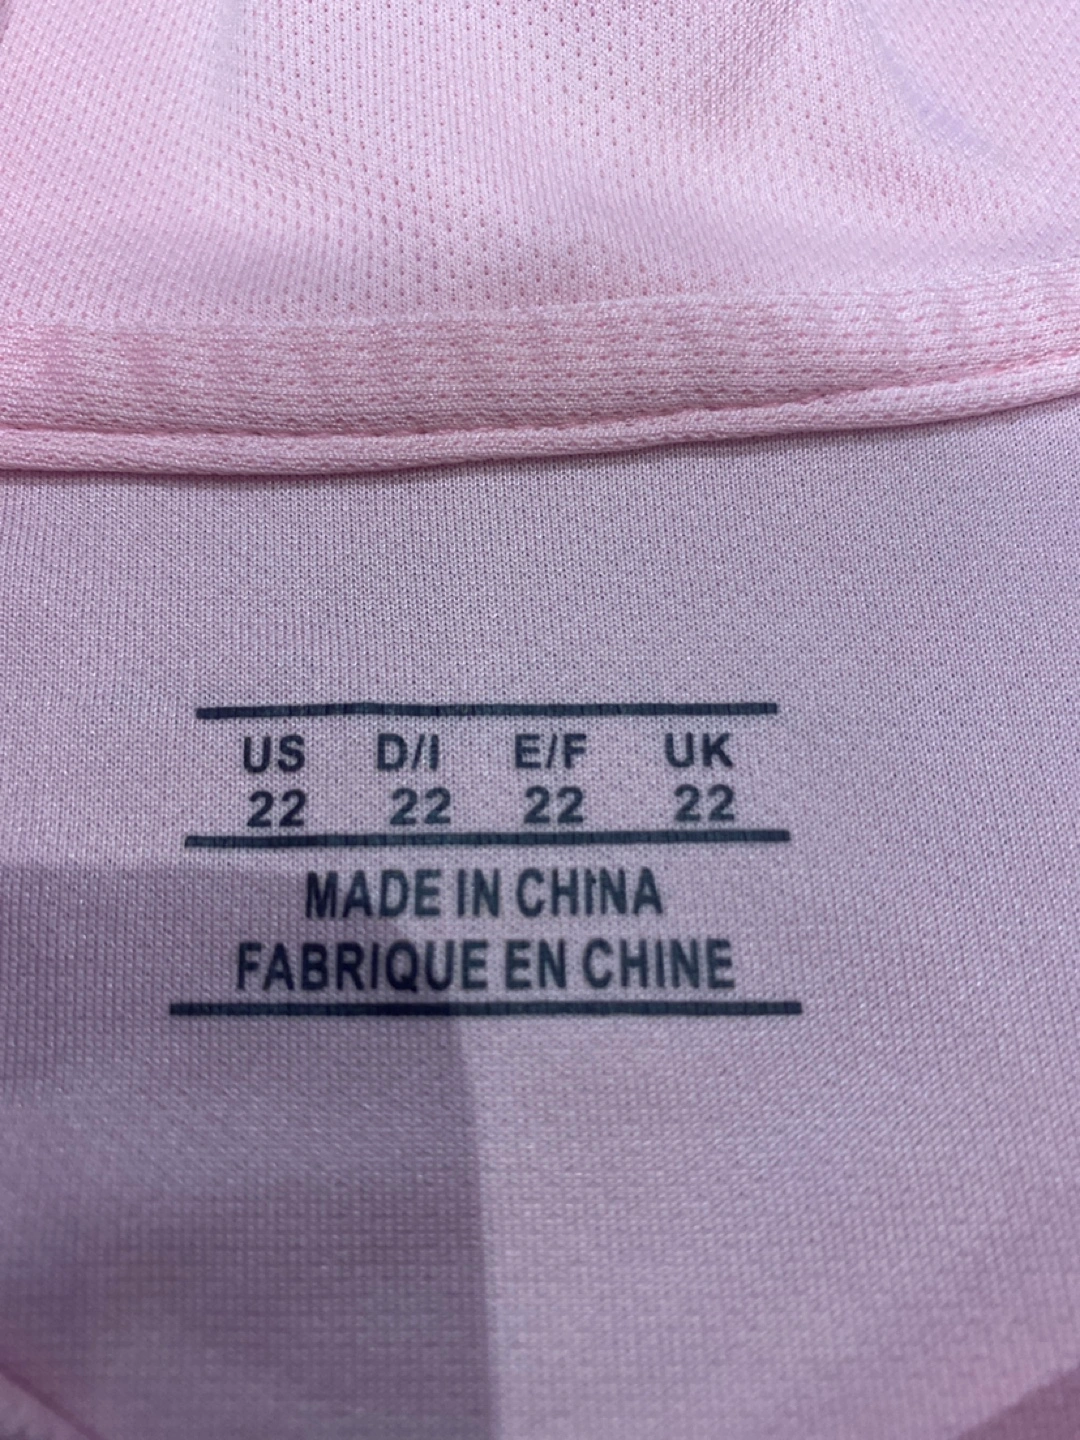 US D/I E/F UK
22 22 22 22
MADE IN CHINA
FABRIQUE EN CHINE